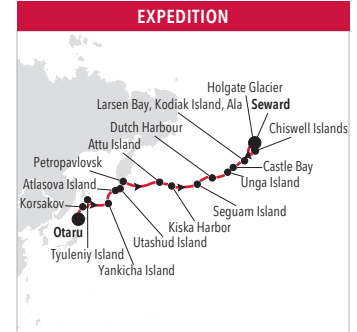 EXPEDITION
Holgate Glacier
Larsen Bay, Kodiak Island, Ala
Seward
Dutch Harbour
Chiswell Islands
Attu Island
Petropavlovsk
Castle Bay
Atlasova Island
Unga Island
Korsakov
Seguam Island
Kiska Harbor
Otaru
Utashud Island
Tyuleniy Island
Yankicha Island